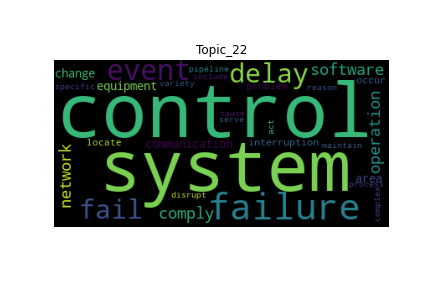 Topic_22
change event pipeline include delay software occur
specific equipment variety problem reason
control
cause serve act
locate communication interruption maintain
network system operation
area process complex
disrupt
fail comply failure